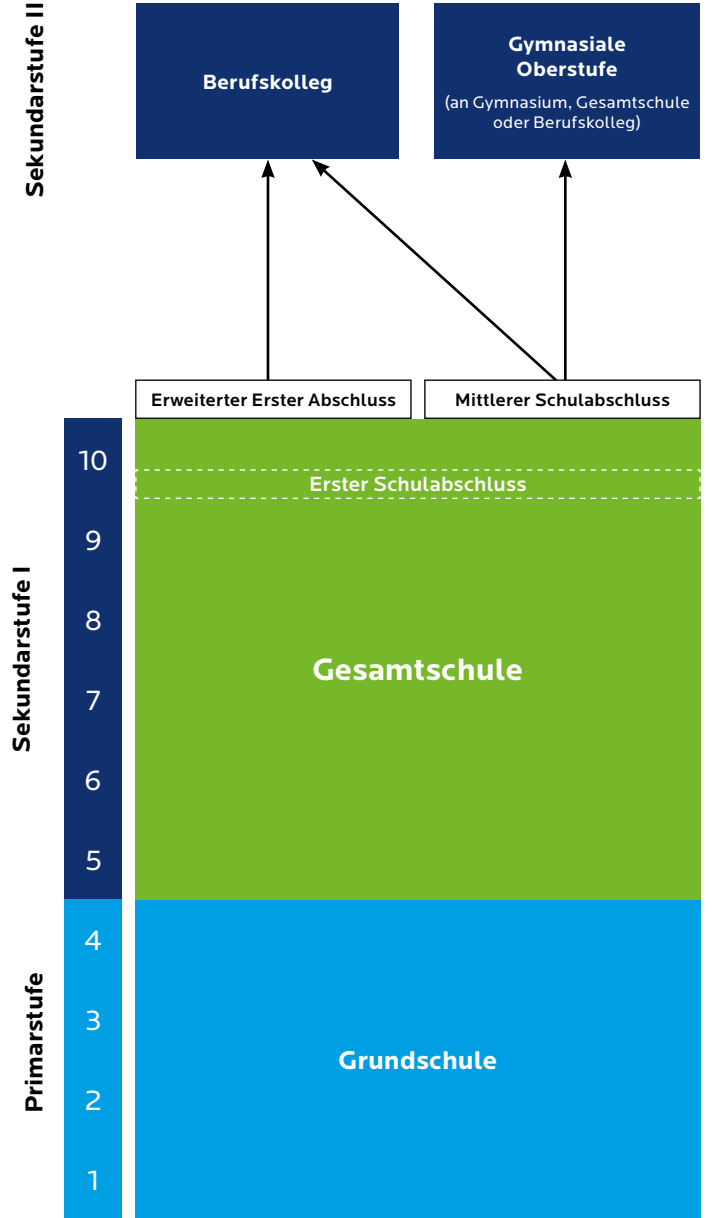 Sekundarstufe II
Berufskolleg
Gymnasiale
Oberstufe
(an Gymnasium, Gesamtschule
oder Berufskolleg)
Erweiterter Erster Abschluss
Mittlerer Schulabschluss
Sekundarstufe I
10
Erster Schulabschluss
9
8
Gesamtschule
7
6
5
Primarstufe
4
3
Grundschule
2
1